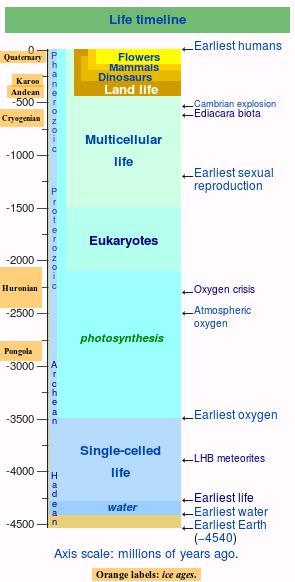 Life timeline
0
-500
-1000
-1500
-2000
-2500
-3000
-3500
-4000
-4500
Quaternary
Karoo
Andean
Cryogenian
Huronian
Pongola
Phanerozoic
Proterozoic
Archean
Hadean
Flowers
Mammals
Dinosaurs
Land life
Multicellular
life
Eukaryotes
photosynthesis
Single-celled
life
water
←Earliest humans
←Cambrian explosion
←Ediacara biota
←Earliest sexual
reproduction
←Oxygen crisis
←Atmospheric
oxygen
←Earliest oxygen
←LHB meteorites
←Earliest life
←Earliest water
←Earliest Earth
(−4540)
Axis scale: millions of years ago.
Orange labels: ice ages.